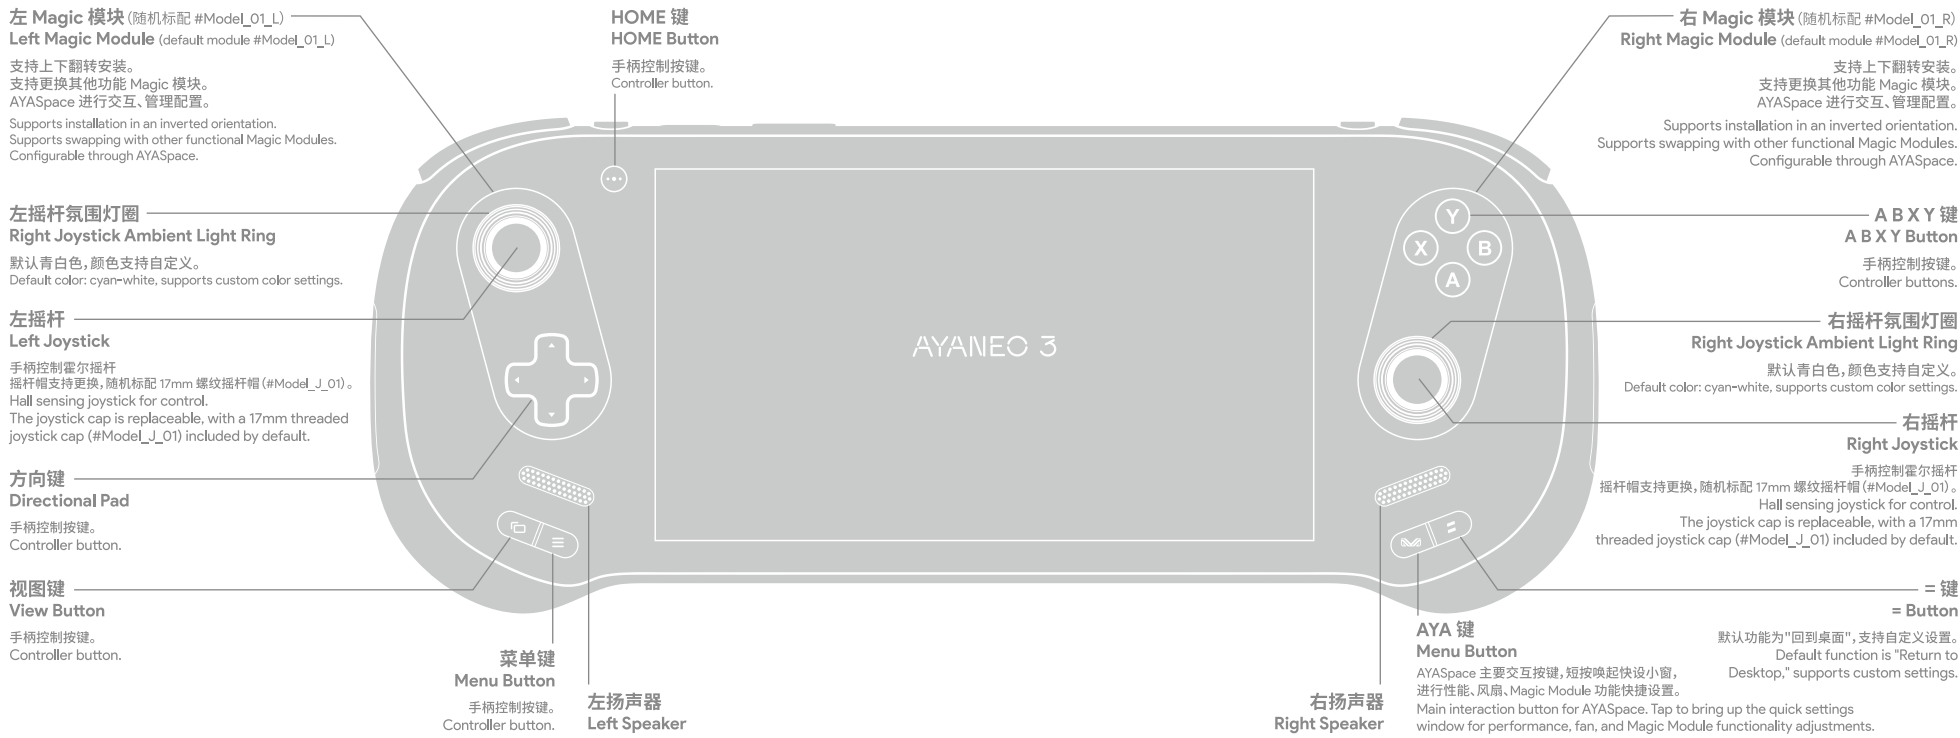 左 Magic 模块 (随机标配 #Model_01_L)
Left Magic Module (default module #Model_01_L)
支持上下翻转安装。
支持更换其他功能 Magic 模块。
AYASpace 进行交互、管理配置。
Supports installation in an inverted orientation.
Supports swapping with other functional Magic Modules.
Configurable through AYASpace.
左摇杆氛围灯圈
Right Joystick Ambient Light Ring
默认青白色,颜色支持自定义。
Default color: cyan-white, supports custom color settings.
左摇杆
Left Joystick
手柄控制霍尔摇杆
摇杆帽支持更换,随机标配 17mm 螺纹摇杆帽 (#Model_J_01) 。
Hall sensing joystick for control.
The joystick cap is replaceable, with a 17mm threaded
joystick cap (#Model_J_01) included by default.
方向键
Directional Pad
手柄控制按键。
Controller button.
视图键
View Button
手柄控制按键。
Controller button.
菜单键
Menu Button
手柄控制按键。
Controller button.
左扬声器
Left Speaker
HOME 键
HOME Button
手柄控制按键。
Controller button.
AYANEO 3
Y
X
B
A
右 Magic 模块 (随机标配 #Model_01_R)
Right Magic Module (default module #Model_01_R)
支持上下翻转安装。
支持更换其他功能 Magic 模块。
AYASpace 进行交互、管理配置。
Supports installation in an inverted orientation.
Supports swapping with other functional Magic Modules.
Configurable through AYASpace.
A B X Y 键
A B X Y Button
手柄控制按键。
Controller buttons.
右摇杆氛围灯圈
Right Joystick Ambient Light Ring
默认青白色,颜色支持自定义。
Default color: cyan-white, supports custom color settings.
右摇杆
Right Joystick
手柄控制霍尔摇杆
摇杆帽支持更换,随机标配 17mm 螺纹摇杆帽 (#Model_J_01) 。
Hall sensing joystick for control.
The joystick cap is replaceable, with a 17mm
threaded joystick cap (#Model_J_01) included by default.
= 键
= Button
默认功能为"回到桌面",支持自定义设置。
Default function is "Return to
Desktop," supports custom settings.
AYA 键
Menu Button
AYASpace 主要交互按键,短按唤起快设小窗,
进行性能、风扇、Magic Module 功能快捷设置。
Main interaction button for AYASpace. Tap to bring up the quick settings
window for performance, fan, and Magic Module functionality adjustments.
右扬声器
Right Speaker